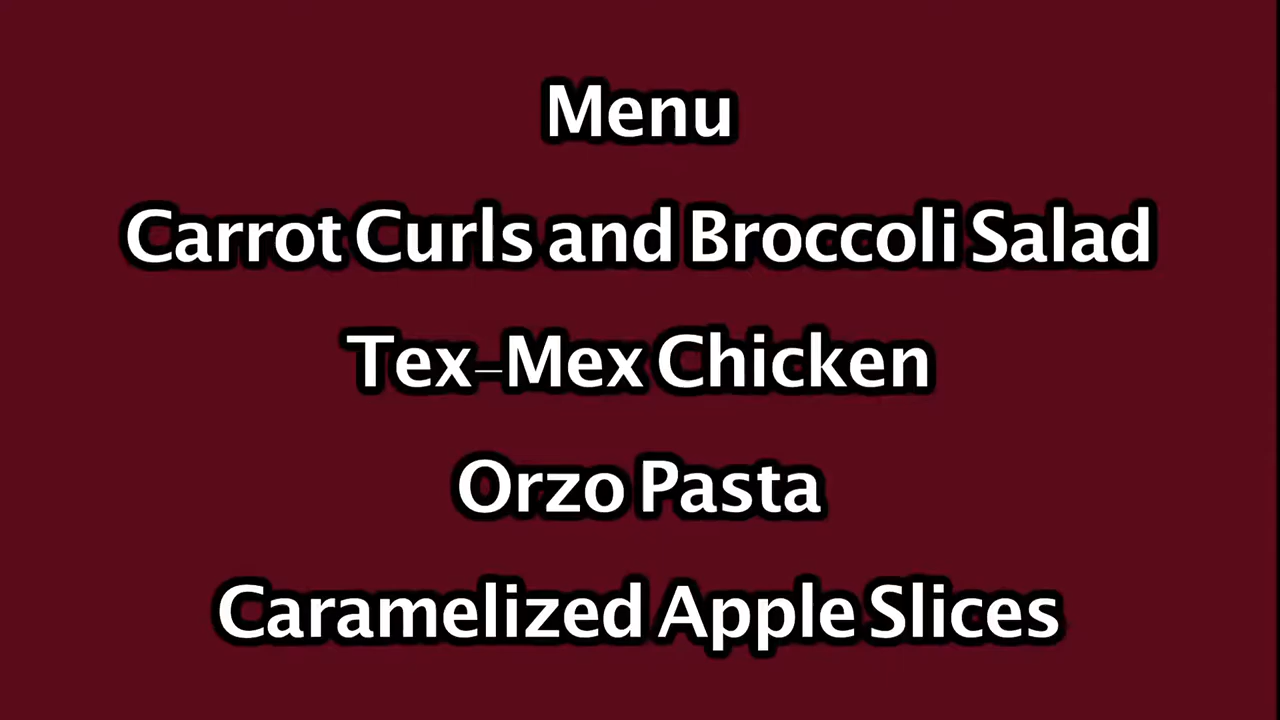 Menu
Carrot Curls and Broccoli Salad
Tex-Mex Chicken
Orzo Pasta
Caramelized Apple Slices